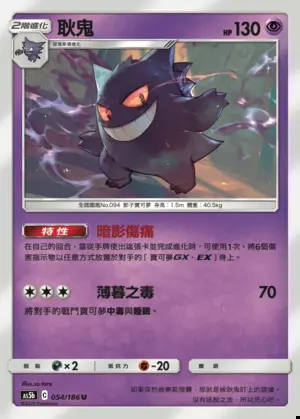 2階進化 耿鬼 HP 130
全國圖鑑No.094 影子寶可夢 身高：1.5m 體重：40.5kg
特性 暗影傷痛
在自己的回合，當從手牌使出這張卡並完成進化時，可使用1次。將6個傷
害指示物以任意方式放置於對手的「寶可夢GX・EX」身上。
薄暮之毒 70
將對手的戰鬥寶可夢中毒與睡眠。
弱點 ×2 抵抗力 -20 撤退
AS5b C 054/186 U